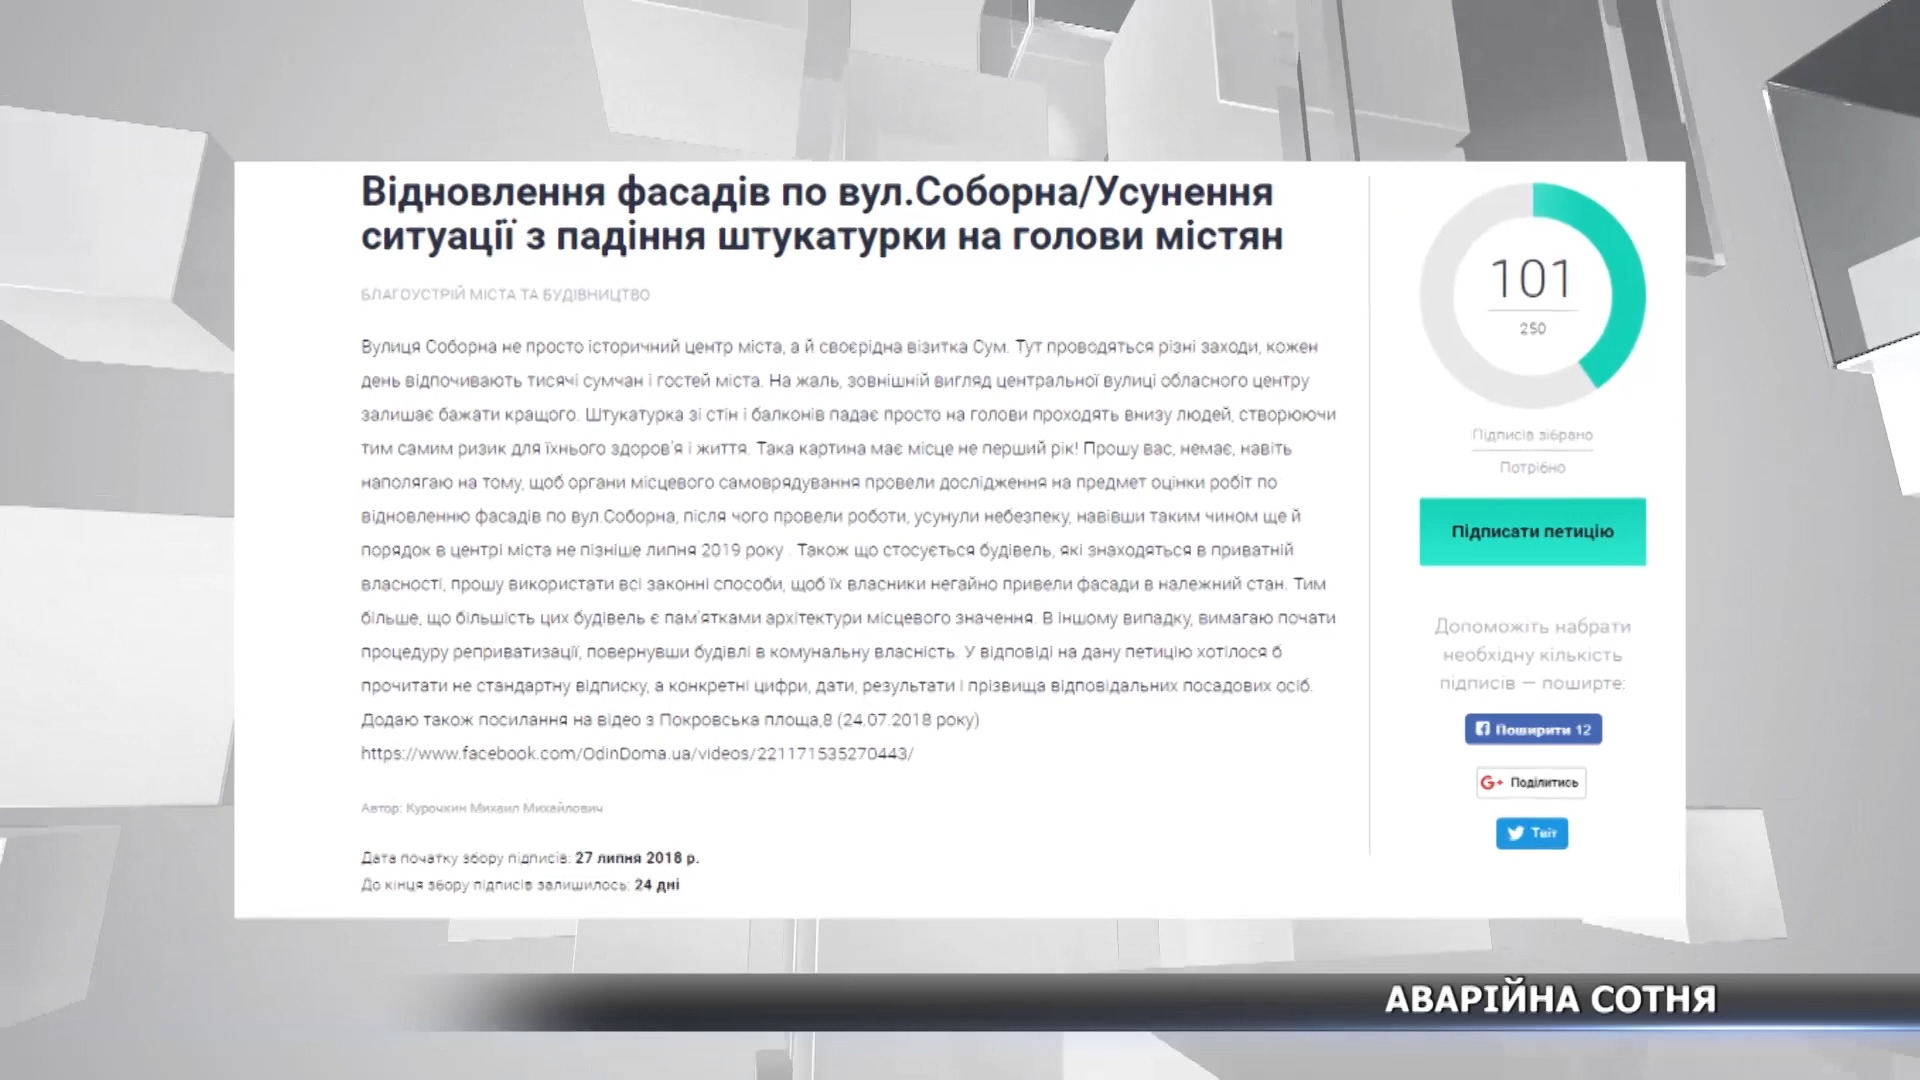 Відновлення фасадів по вул.Соборна/Усунення
ситуації з падіння штукатурки на голови містян
БЛАГОУСТРІЙ МІСТА ТА БУДІВНИЦТВО
Вулиця Соборна не просто історичний центр міста, а й своєрідна візитка Сум. Тут проводяться різні заходи, кожен
день відпочивають тисячі сумчан і гостей міста. На жаль, зовнішній вигляд центральної вулиці обласного центру
залишає бажати кращого. Штукатурка зі стін і балконів падає просто на голови проходять внизу людей, створюючи
тим самим ризик для їхнього здоров'я і життя. Така картина має місце не перший рік! Прошу вас, немає, навіть
наполягаю на тому, щоб органи місцевого самоврядування провели дослідження на предмет оцінки робіт по
відновленню фасадів по вул.Соборна, після чого провели роботи, усунули небезпеку, навівши таким чином ще й
порядок в центрі міста не пізніше липня 2019 року . Також що стосується будівель, які знаходяться в приватній
власності, прошу використати всі законні способи, щоб їх власники негайно привели фасади в належний стан. Тим
більше, що більшість цих будівель є пам'ятками архітектури місцевого значення. В іншому випадку, вимагаю почати
процедуру реприватизації, повернувши будівлі в комунальну власність. У відповіді на дану петицію хотілося б
прочитати не стандартну відписку, а конкретні цифри, дати, результати і прізвища відповідальних посадових осіб.
Додаю також посилання на відео з Покровська площа,8 (24.07.2018 року)
https://www.facebook.com/OdinDoma.ua/videos/221171535270443/
Автор: Курочкин Михаил Михайлович
Дата початку збору підписів: 27 липня 2018 р.
До кінця збору підписів залишилось: 24 дні
101
250
Підписів зібрано
Потрібно
Підписати петицію
Допоможіть набрати
необхідну кількість
підписів — поширте:
Поширити 12
G+ Поділитись
Твіт
АВАРІЙНА СОТНЯ